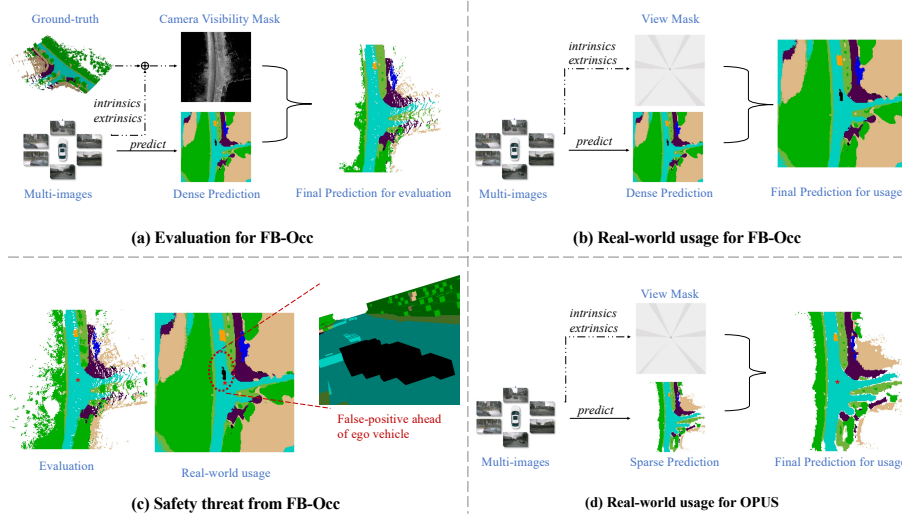 Ground-truth
Camera Visibility Mask
intrinsics
extrinsics
predict
Multi-images
Dense Prediction
Final Prediction for evaluation
(a) Evaluation for FB-Occ
View Mask
intrinsics
extrinsics
predict
Multi-images
Dense Prediction
Final Prediction for usage
(b) Real-world usage for FB-Occ
False-positive ahead
of ego vehicle
Evaluation
Real-world usage
(c) Safety threat from FB-Occ
View Mask
intrinsics
extrinsics
predict
Multi-images
Sparse Prediction
Final Prediction for usage
(d) Real-world usage for OPUS